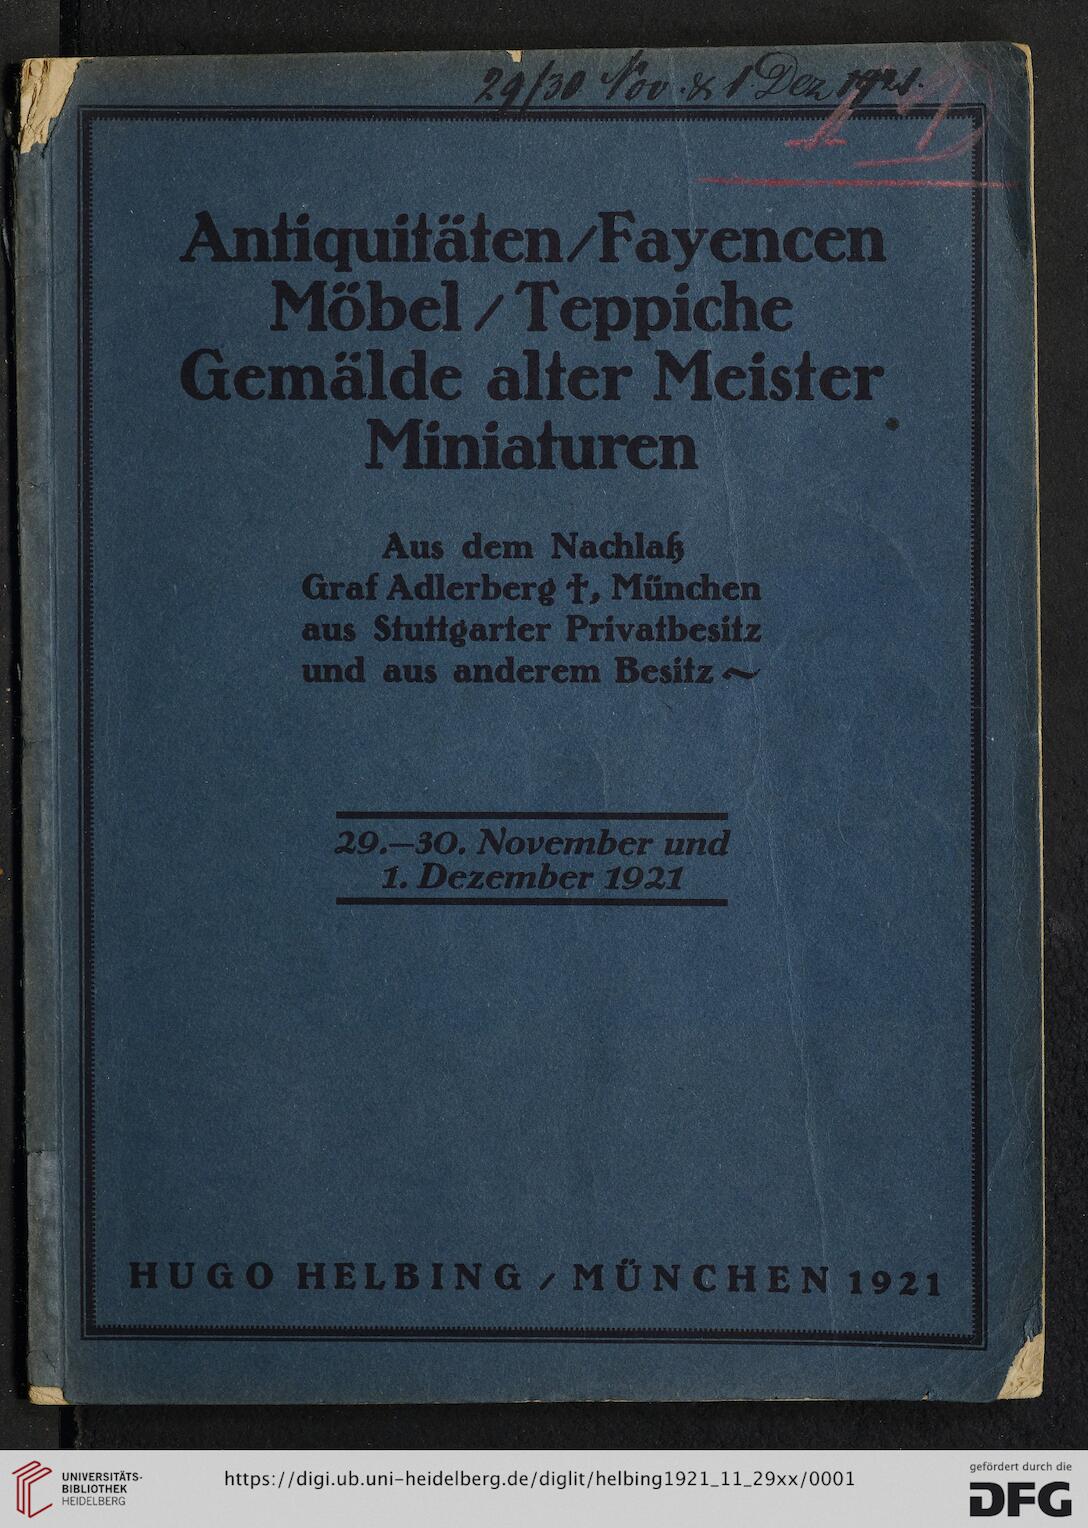 29/30 Nov. & 1. Dez 1921.
Antiquitäten/Fayencen
Möbel/Teppiche
Gemälde alter Meister
Miniaturen
Aus dem Nachlaß
Graf Adlerberg †, München
aus Stuttgarter Privatbesitz
und aus anderem Besitz ~
29.—30. November und
1. Dezember 1921
HUGO HELBING / MÜNCHEN 1921
UNIVERSITÄTS-
BIBLIOTHEK
HEIDELBERG
https://digi.ub.uni-heidelberg.de/diglit/helbing1921_11_29xx/0001
gefördert durch die
DFG